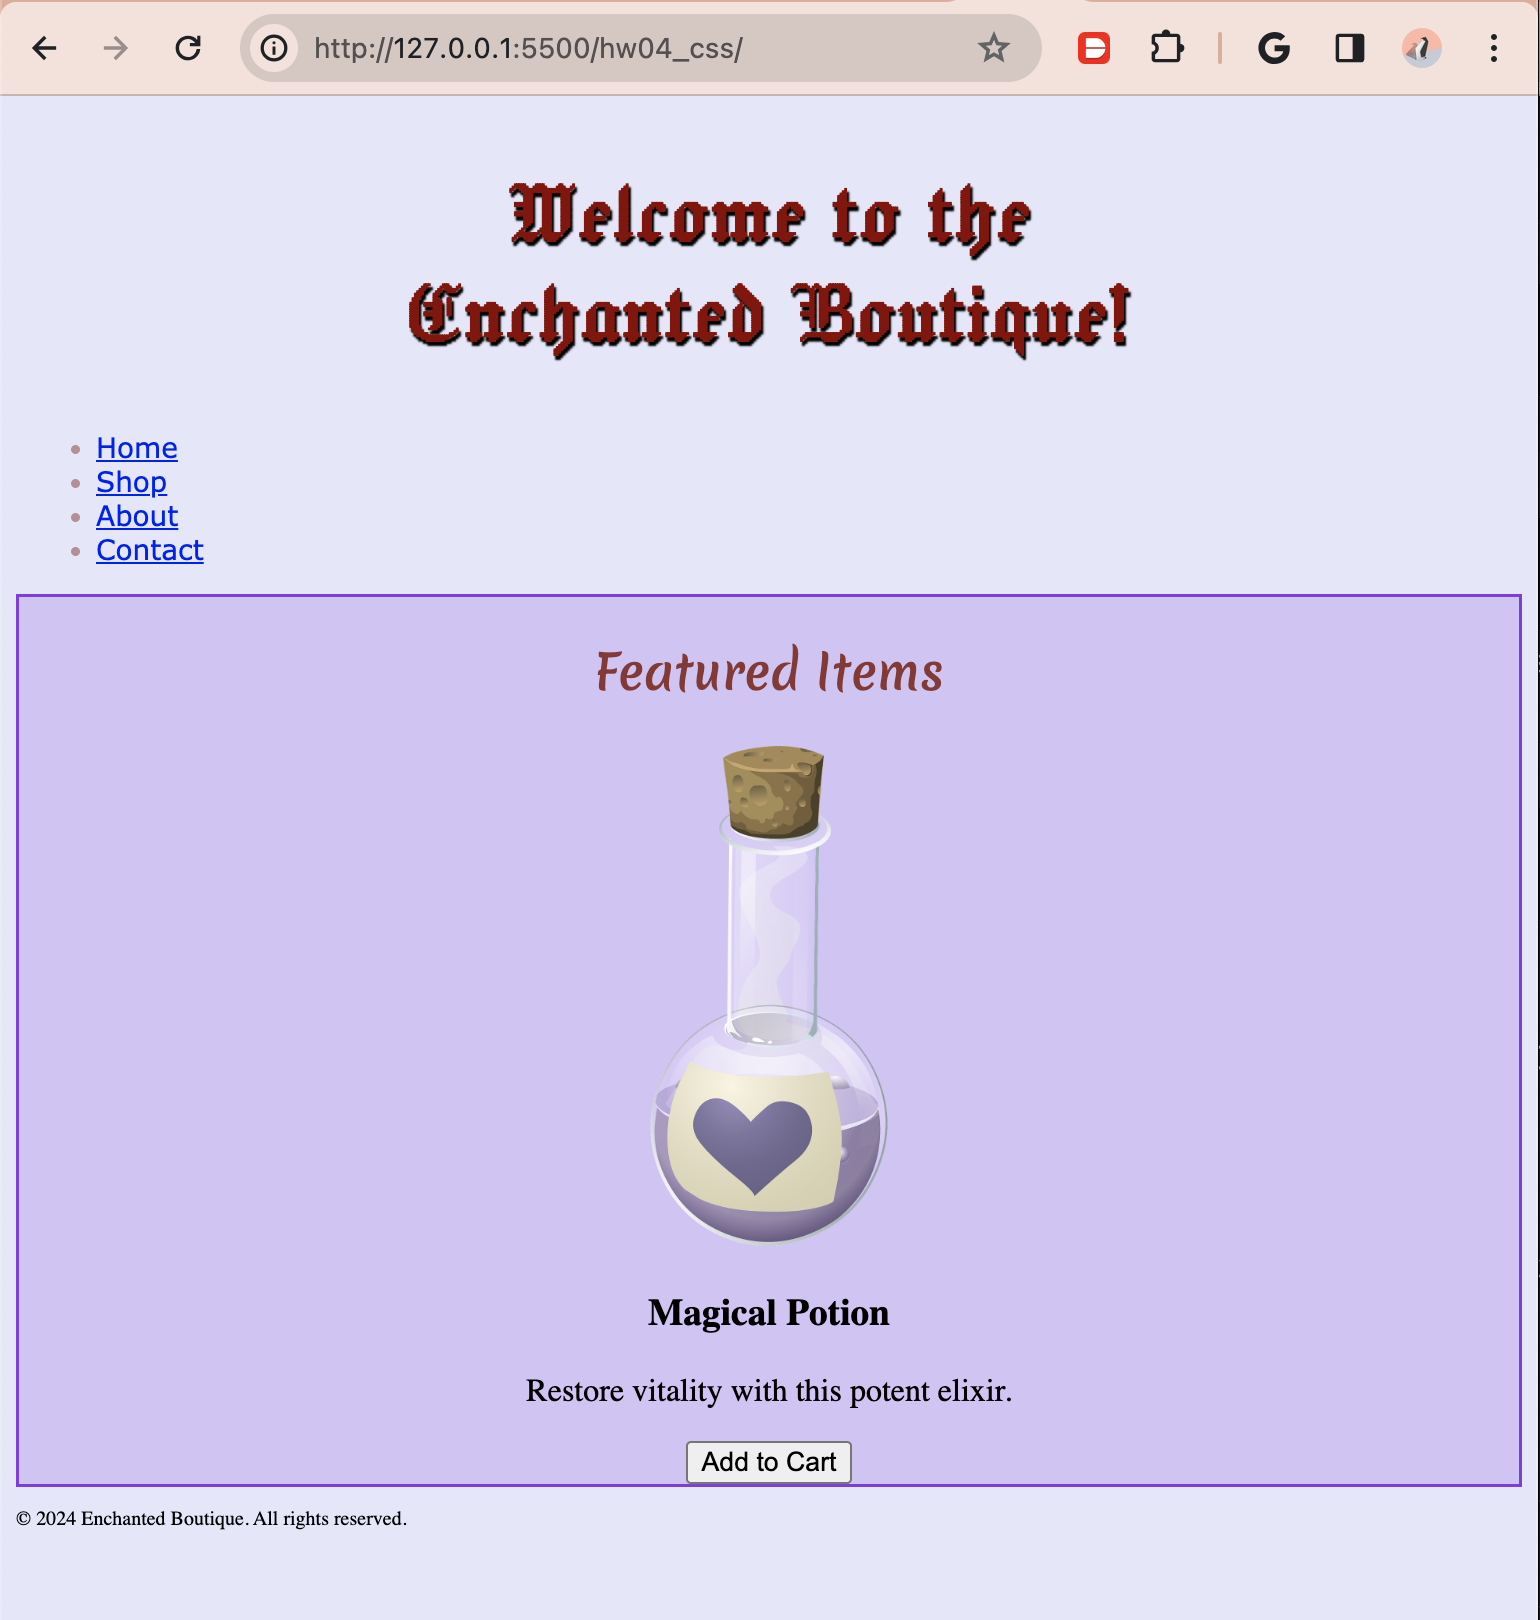 http://127.0.0.1:5500/hw04_css/
Welcome to the
Enchanted Boutique!
Home
Shop
About
Contact
Featured Items
Magical Potion
Restore vitality with this potent elixir.
Add to Cart
© 2024 Enchanted Boutique. All rights reserved.